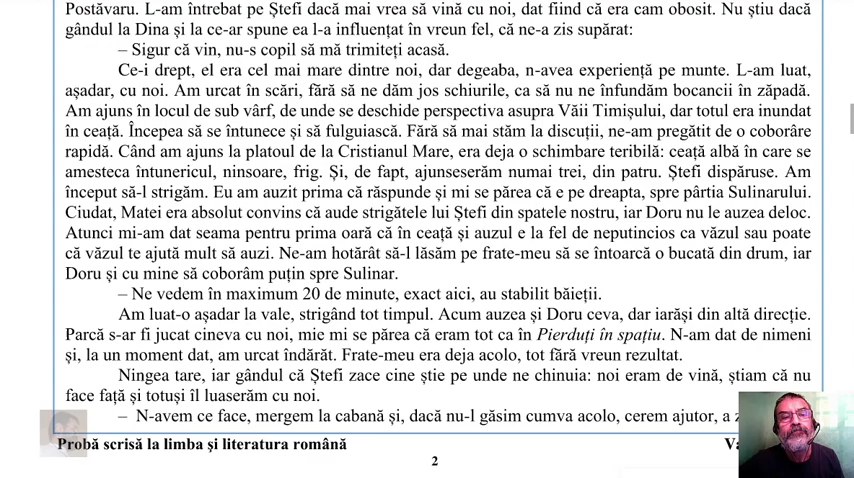 Postăvaru. L-am întrebat pe Ștefi dacă mai vrea să vină cu noi, dat fiind că era cam obosit. Nu știu dacă
gândul la Dina și la ce-ar spune ea l-a influențat în vreun fel, că ne-a zis supărat:
– Sigur că vin, nu-s copil să mă trimiteți acasă.
Ce-i drept, el era cel mai mare dintre noi, dar degeaba, n-avea experiență pe munte. L-am luat,
așadar, cu noi. Am urcat în scări, fără să ne dăm jos schiurile, ca să nu ne înfundăm bocancii în zăpadă.
Am ajuns în locul de sub vârf, de unde se deschide perspectiva asupra Văii Timișului, dar totul era inundat
în ceață. Începea să se întunece și să fulguiască. Fără să mai stăm la discuții, ne-am pregătit de o coborâre
rapidă. Când am ajuns la platoul de la Cristianul Mare, era deja o schimbare teribilă: ceață albă în care se
amesteca întunericul, ninsoare, frig. Și, de fapt, ajunseserăm numai trei, din patru. Ștefi dispăruse. Am
început să-l strigăm. Eu am auzit prima că răspunde și mi se părea că e pe dreapta, spre pârtia Sulinarului.
Ciudat, Matei era absolut convins că aude strigătele lui Ștefi din spatele nostru, iar Doru nu le auzea deloc.
Atunci mi-am dat seama pentru prima oară că în ceață și auzul e la fel de neputincios ca văzul sau poate
că văzul te ajută mult să auzi. Ne-am hotărât să-l lăsăm pe frate-meu să se întoarcă o bucată din drum, iar
Doru și cu mine să coborâm puțin spre Sulinar.
– Ne vedem în maximum 20 de minute, exact aici, au stabilit băieții.
Am luat-o așadar la vale, strigând tot timpul. Acum auzea și Doru ceva, dar iarăși din altă direcție.
Parcă s-ar fi jucat cineva cu noi, mie mi se părea că eram tot ca în Pierduți în spațiu. N-am dat de nimeni
și, la un moment dat, am urcat îndărăt. Frate-meu era deja acolo, tot fără vreun rezultat.
Ningea tare, iar gândul că Ștefi zace cine știe pe unde ne chinuia: noi eram de vină, știam că nu
face față și totuși îl luaserăm cu noi.
– N-avem ce face, mergem la cabană și, dacă nu-l găsim cumva acolo, cerem ajutor, a
Probă scrisă la limba și literatura română
2